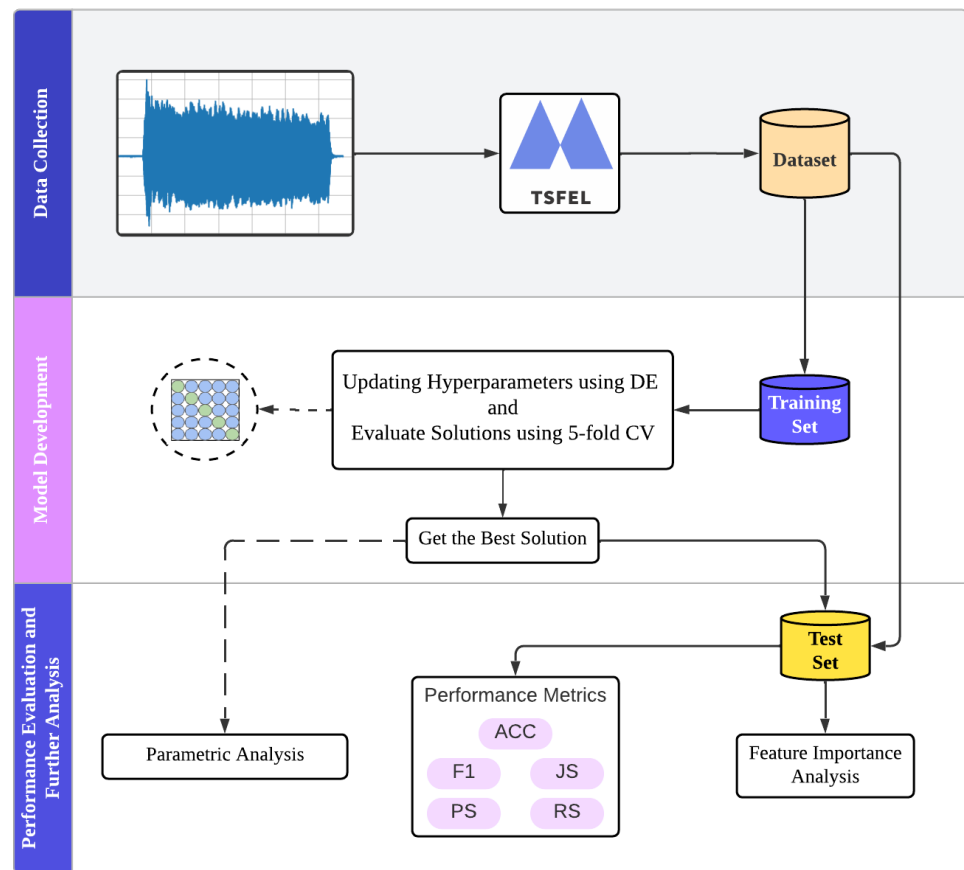 Data Collection
TSFEL
Dataset
Model Development
Updating Hyperparameters using DE
and
Evaluate Solutions using 5-fold CV
Training
Set
Get the Best Solution
Performance Evaluation and
Further Analysis
Test
Set
Performance Metrics
ACC
F1
JS
PS
RS
Parametric Analysis
Feature Importance
Analysis